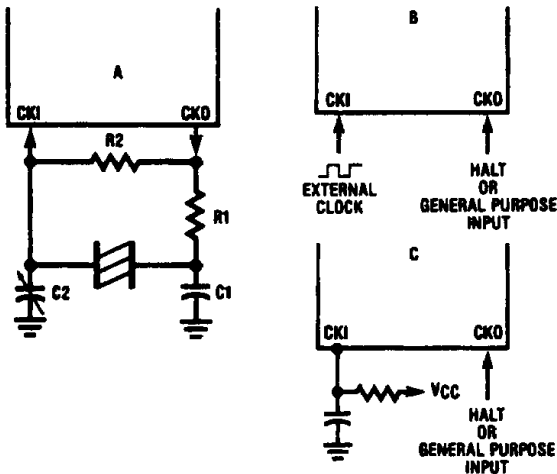 A
CKI CKO
R2
R1
C2
C1
B
CKI CKO
EXTERNAL
CLOCK
HALT
OR
GENERAL PURPOSE
INPUT
C
CKI
VCC
HALT
OR
GENERAL PURPOSE
INPUT